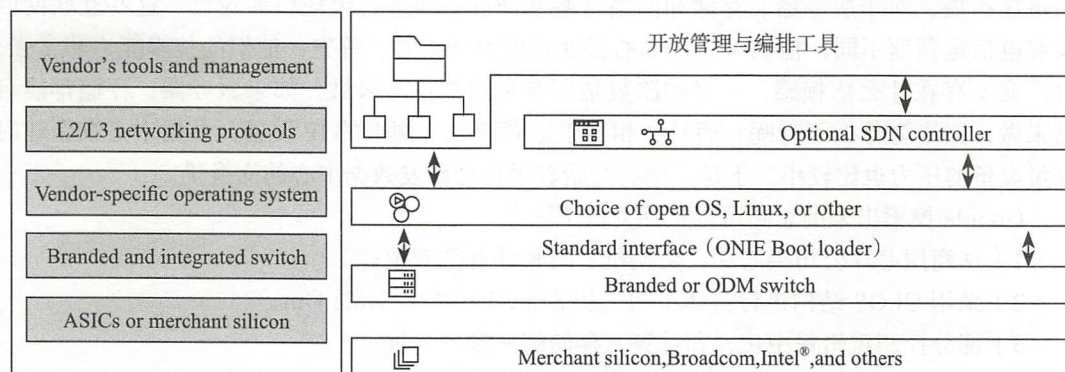 Vendor's tools and management
L2/L3 networking protocols
Vendor-specific operating system
Branded and integrated switch
ASICs or merchant silicon
开放管理与编排工具
Optional SDN controller
Choice of open OS, Linux, or other
Standard interface（ONIE Boot loader）
Branded or ODM switch
Merchant silicon,Broadcom,Intel®,and others